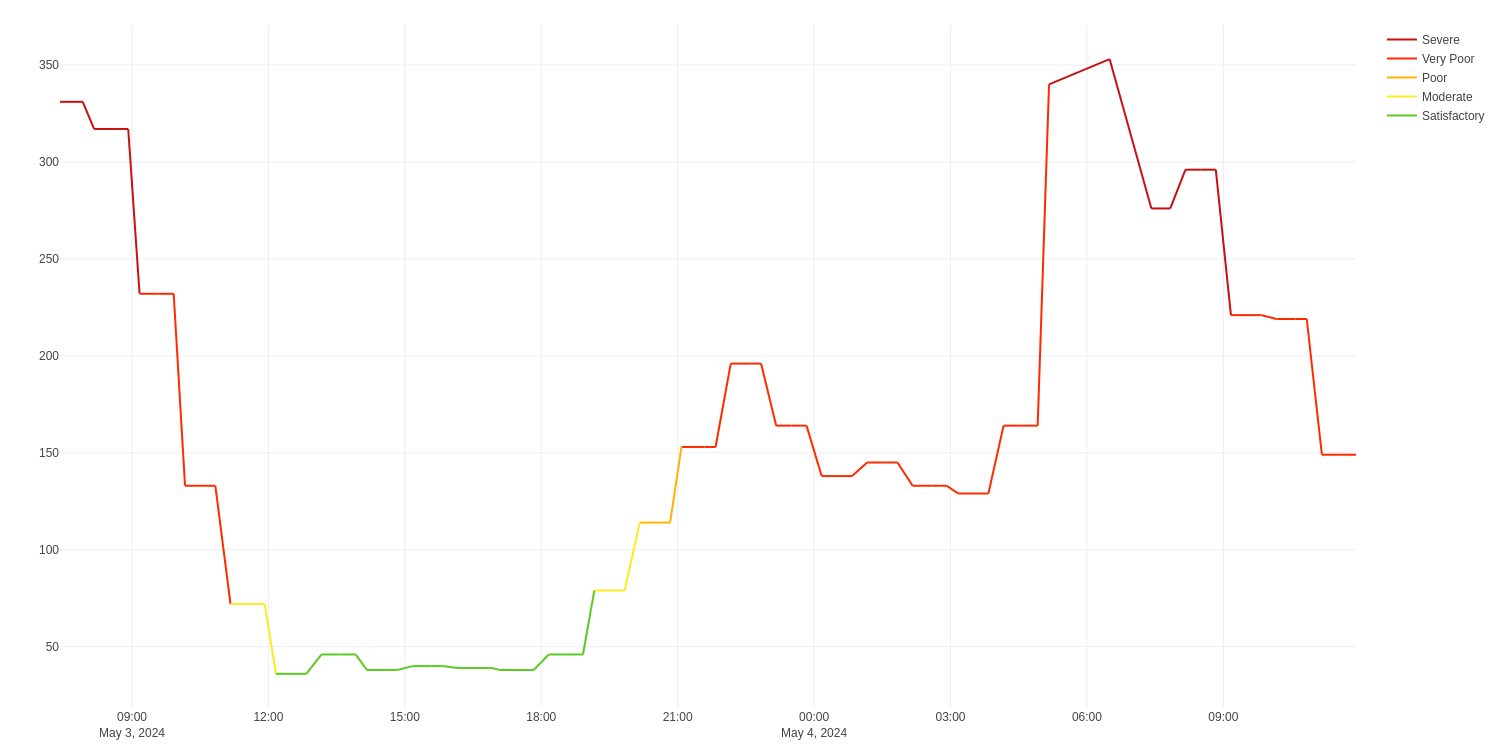 350
300
250
200
150
100
50
09:00
May 3, 2024
12:00
15:00
18:00
21:00
00:00
May 4, 2024
03:00
06:00
09:00
Severe
Very Poor
Poor
Moderate
Satisfactory